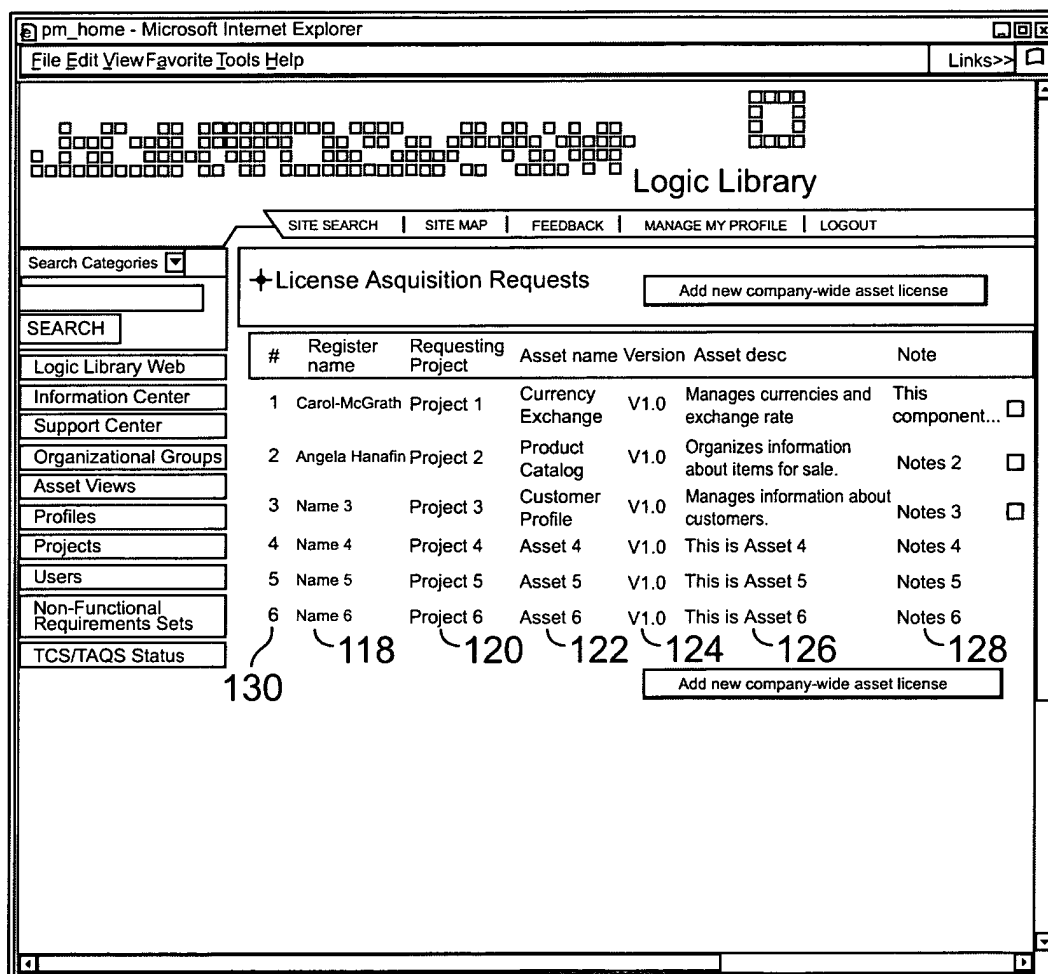 pm_home - Microsoft Internet Explorer
File Edit View Favorite Tools Help
Links>>
Logic Library
SITE SEARCH | SITE MAP | FEEDBACK | MANAGE MY PROFILE | LOGOUT
Search Categories
SEARCH
Logic Library Web
Information Center
Support Center
Organizational Groups
Asset Views
Profiles
Projects
Users
Non-Functional
Requirements Sets
TCS/TAQS Status
License Asquisition Requests
Add new company-wide asset license
# Register name Requesting Project Asset name Version Asset desc Note
1 Carol-McGrath Project 1 Currency Exchange V1.0 Manages currencies and exchange rate This component...
2 Angela Hanafin Project 2 Product Catalog V1.0 Organizes information about items for sale. Notes 2
3 Name 3 Project 3 Customer Profile V1.0 Manages information about customers. Notes 3
4 Name 4 Project 4 Asset 4 V1.0 This is Asset 4 Notes 4
5 Name 5 Project 5 Asset 5 V1.0 This is Asset 5 Notes 5
6 Name 6 Project 6 Asset 6 V1.0 This is Asset 6 Notes 6
130 118 120 122 124 126 128
Add new company-wide asset license